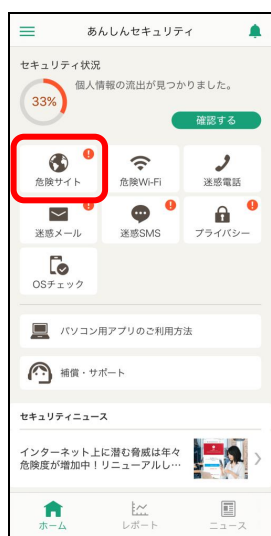 あんしんセキュリティ
セキュリティ状況
33%
個人情報の流出が見つかりました。
確認する
危険サイト
危険Wi-Fi
迷惑電話
迷惑メール
迷惑SMS
プライバシー
OSチェック
パソコン用アプリのご利用方法
補償・サポート
セキュリティニュース
インターネット上に潜む脅威は年々
危険度が増加中！リニューアルし…
ホーム
レポート
ニュース